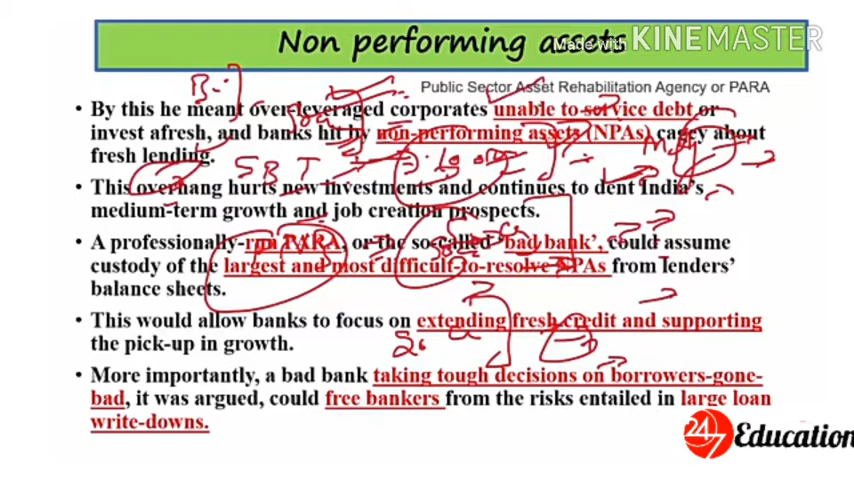 Non performing assets
Made with KINEMASTER
Public Sector Asset Rehabilitation Agency or PARA
• By this he meant over-leveraged corporates unable to service debt or
invest afresh, and banks hit by non-performing assets (NPAs) cagey about
fresh lending.
• This overhang hurts new investments and continues to dent India's
medium-term growth and job creation prospects.
• A professionally-run PARA, or the so-called 'bad bank', could assume
custody of the largest and most difficult-to-resolve NPAs from lenders'
balance sheets.
• This would allow banks to focus on extending fresh credit and supporting
the pick-up in growth.
• More importantly, a bad bank taking tough decisions on borrowers-gone-
bad, it was argued, could free bankers from the risks entailed in large loan
write-downs.
24/7 Education